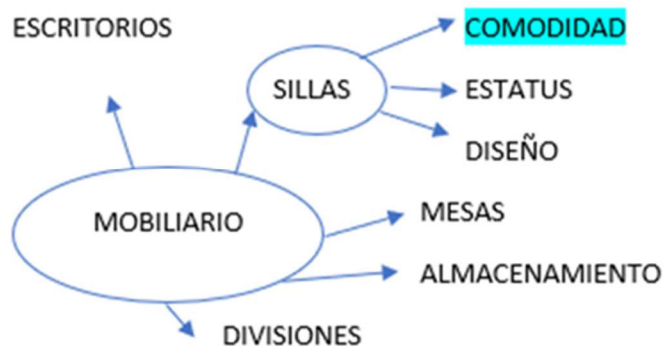 ESCRITORIOS
COMODIDAD
SILLAS
ESTATUS
DISEÑO
MOBILIARIO
MESAS
ALMACENAMIENTO
DIVISIONES